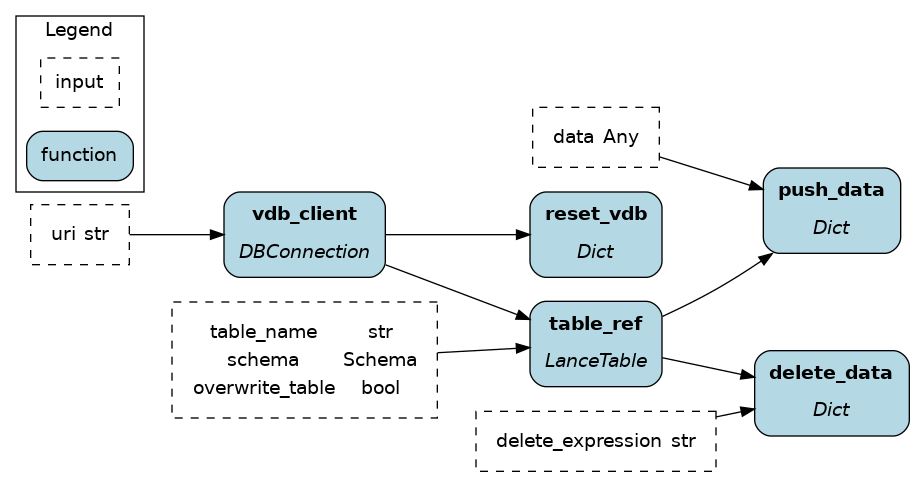 Legend
input
function
uri str
vdb_client
DBConnection
table_name str
schema Schema
overwrite_table bool
data Any
reset_vdb
Dict
table_ref
LanceTable
delete_expression str
push_data
Dict
delete_data
Dict